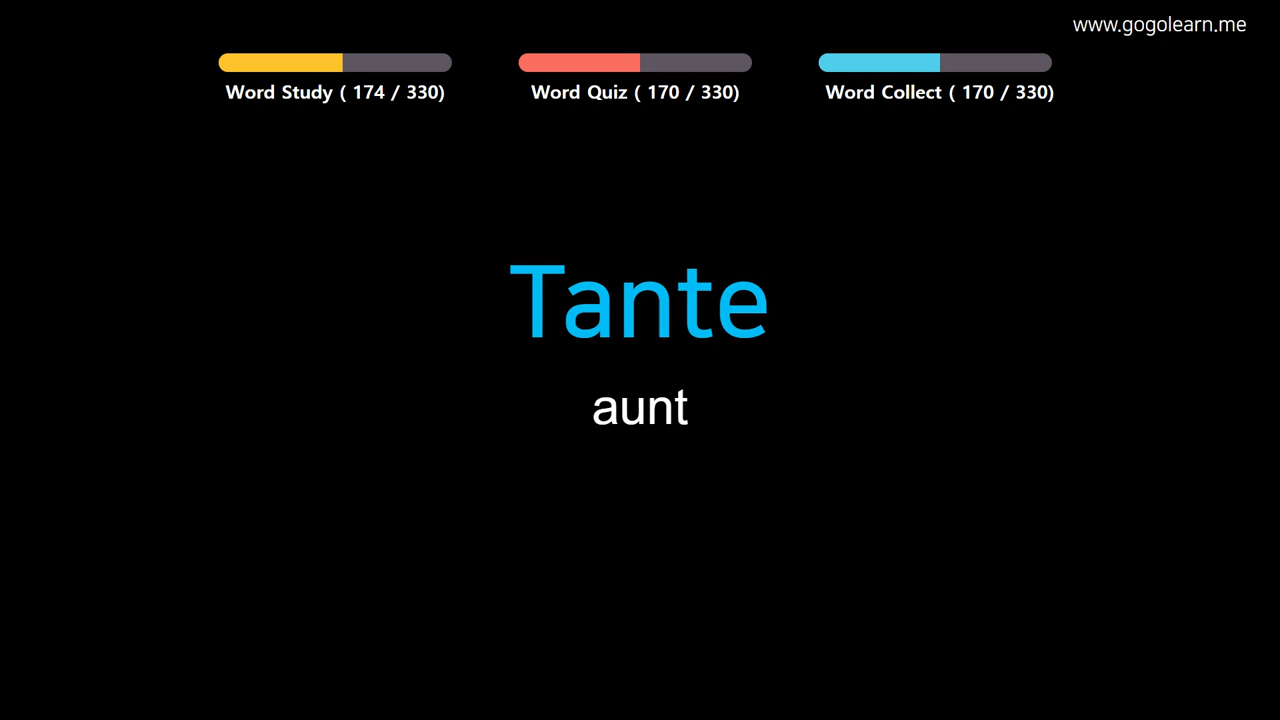 www.gogolearn.me
Word Study ( 174 / 330)
Word Quiz ( 170 / 330)
Word Collect ( 170 / 330)
Tante
aunt